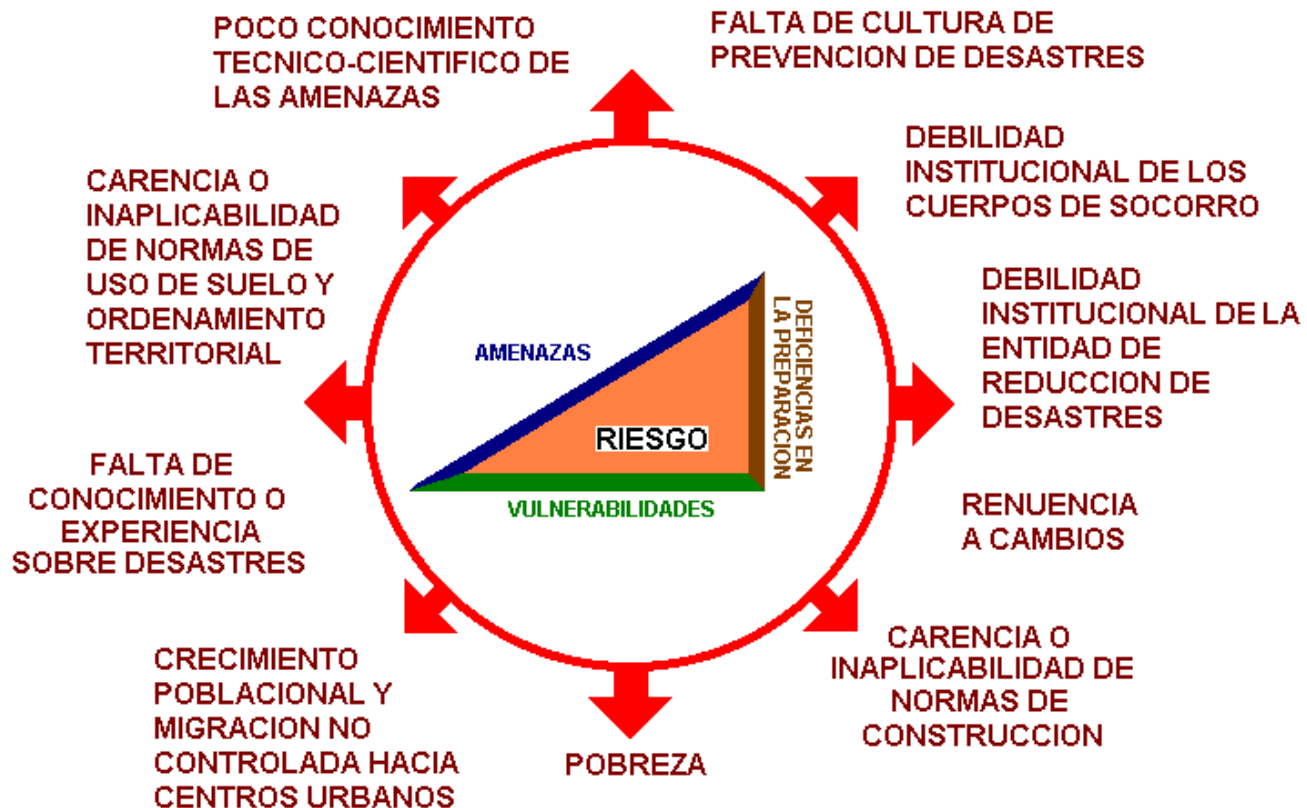 POCO CONOCIMIENTO
TECNICO-CIENTIFICO DE
LAS AMENAZAS
FALTA DE CULTURA DE
PREVENCION DE DESASTRES
DEBILIDAD
INSTITUCIONAL DE LOS
CUERPOS DE SOCORRO
CARENCIA O
INAPLICABILIDAD
DE NORMAS DE
USO DE SUELO Y
ORDENAMIENTO
TERRITORIAL
DEBILIDAD
INSTITUCIONAL DE LA
ENTIDAD DE
REDUCCION DE
DESASTRES
AMENAZAS
DEFICIENCIAS EN
LA PREPARACION
RIESGO
VULNERABILIDADES
FALTA DE
CONOCIMIENTO O
EXPERIENCIA
SOBRE DESASTRES
RENUENCIA
A CAMBIOS
CRECIMIENTO
POBLACIONAL Y
MIGRACION NO
CONTROLADA HACIA
CENTROS URBANOS
POBREZA
CARENCIA O
INAPLICABILIDAD DE
NORMAS DE
CONSTRUCCION